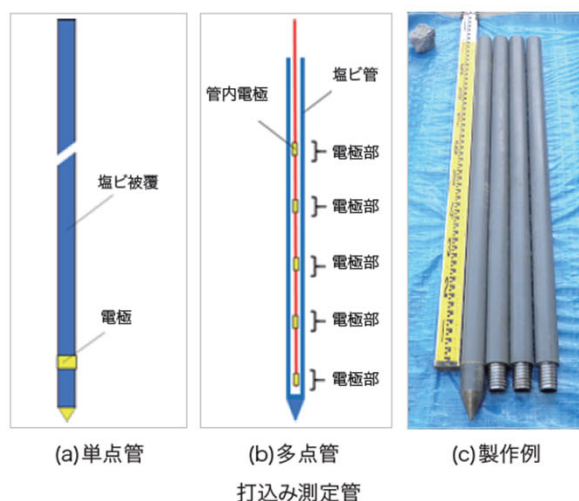 塩ビ被覆
電極
管内電極
塩ビ管
電極部
電極部
電極部
電極部
電極部
(a)単点管
(b)多点管
(c)製作例
打込み測定管